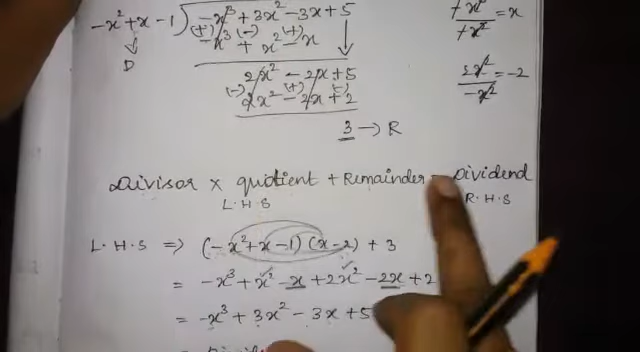 -x² + x - 1) -x³ + 3x² - 3x + 5
(+) (-) (+)
-x³ + x² - x
2x² - 2x + 5
(-) (+) (-)
2x² - 2x + 2
3 → R
D
+x³/+x² = x
2x²/-x² = -2
Divisor × quotient + Remainder = Dividend
L.H.S R.H.S
L.H.S ⇒ (-x² + x - 1) (x - 2) + 3
= -x³ + x² - x + 2x² - 2x + 2
= -x³ + 3x² - 3x + 5